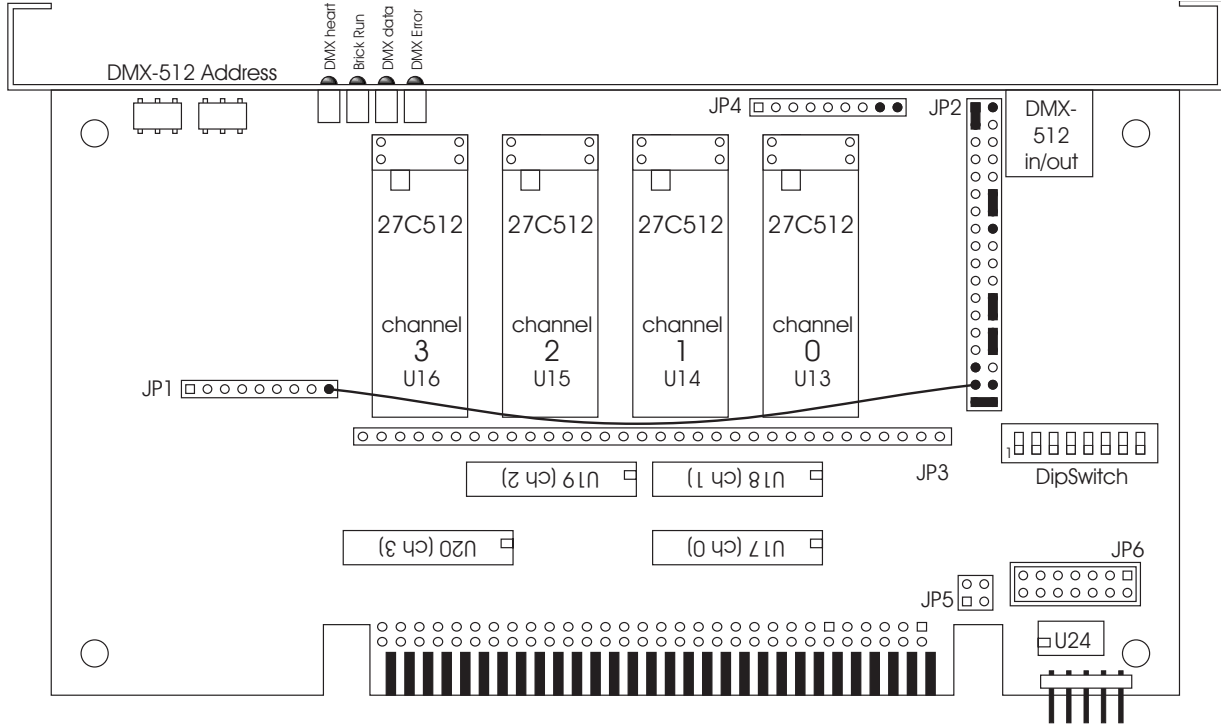 DMX heart
Brick Run
DMX data
DMX Error
DMX-512 Address
JP4
JP2
DMX-
512
in/out
27C512
27C512
27C512
27C512
channel
3
U16
channel
2
U15
channel
1
U14
channel
0
U13
JP1
JP3
1
DipSwitch
U19 (ch 2)
U18 (ch 1)
U20 (ch 3)
U17 (ch 0)
JP6
JP5
U24